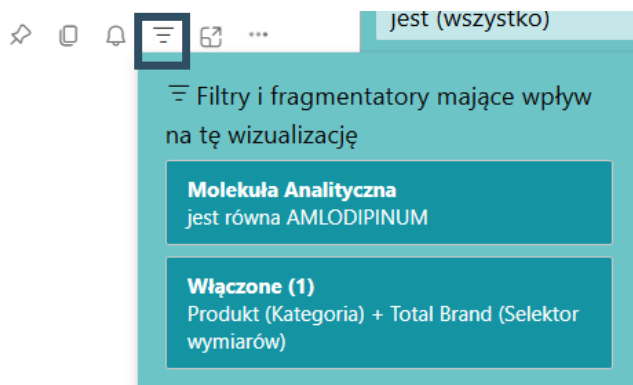 jest (wszystko)
Filtry i fragmentatory mające wpływ
na tę wizualizację
Molekuła Analityczna
jest równa AMLODIPINUM
Włączone (1)
Produkt (Kategoria) + Total Brand (Selektor
wymiarów)